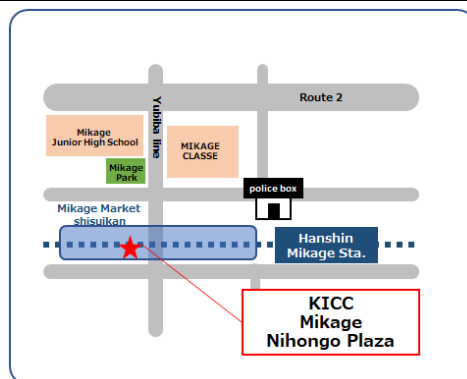 Route 2
Yubiba line
Mikage
Junior High School
MIKAGE
CLASSE
Mikage
Park
police box
Mikage Market
shisuikan
Hanshin
Mikage Sta.
KICC
Mikage
Nihongo Plaza